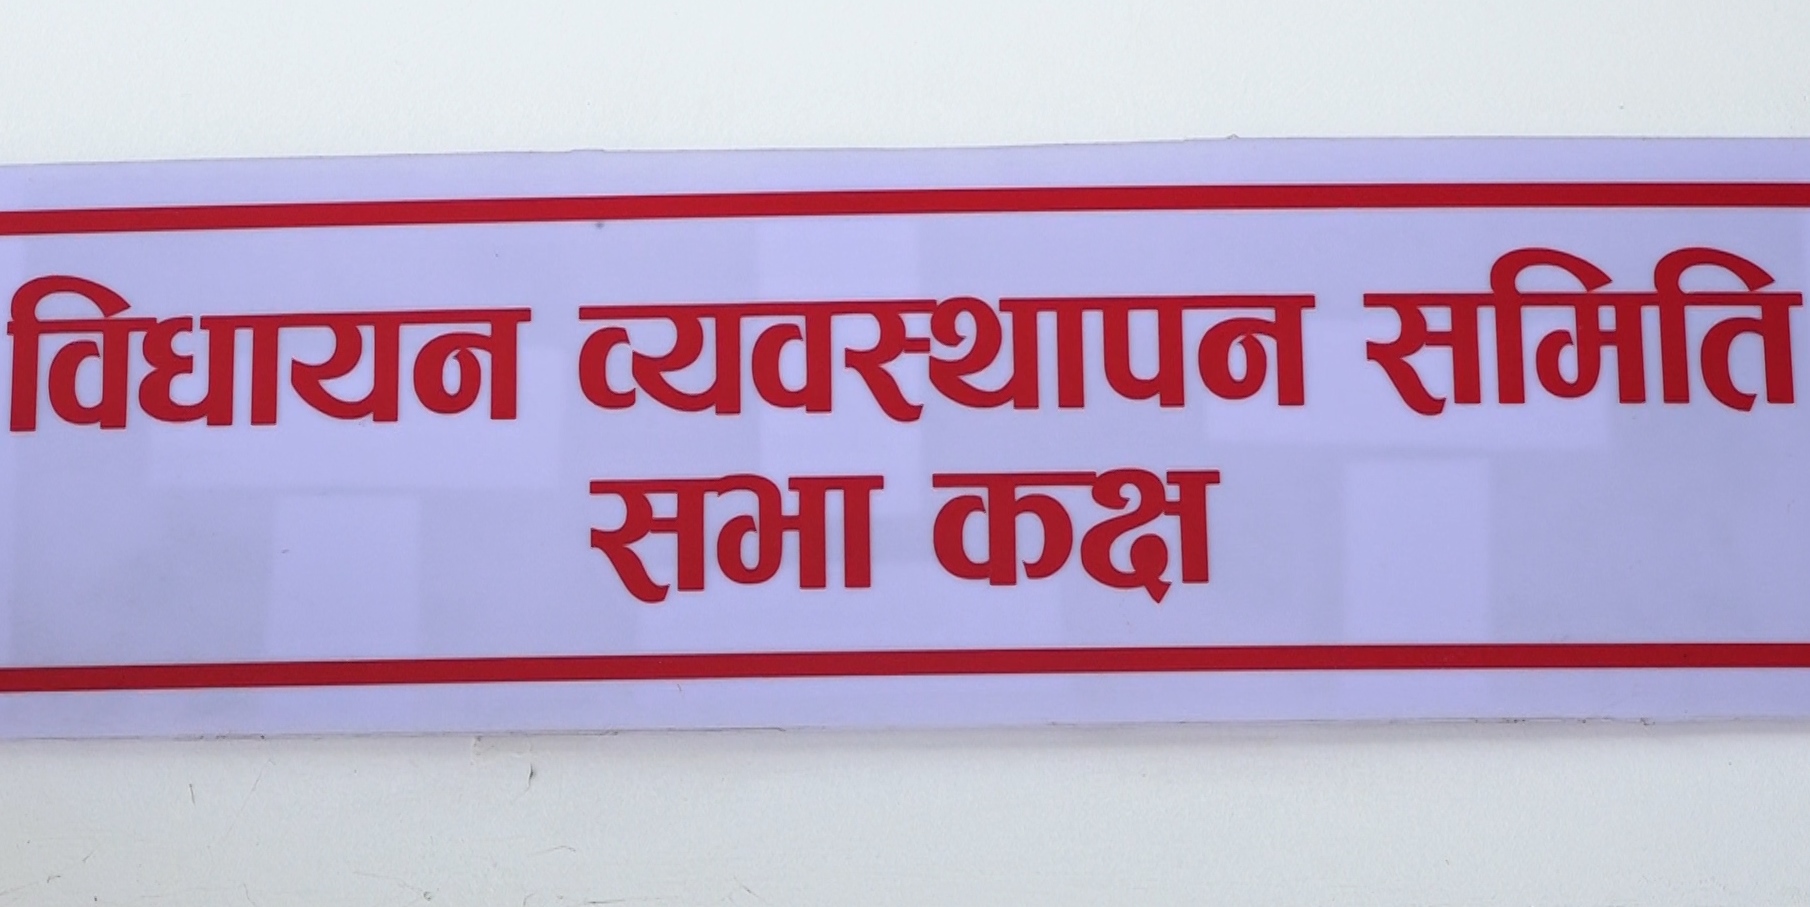 विधायन व्यवस्थापन समिति
सभा कक्ष